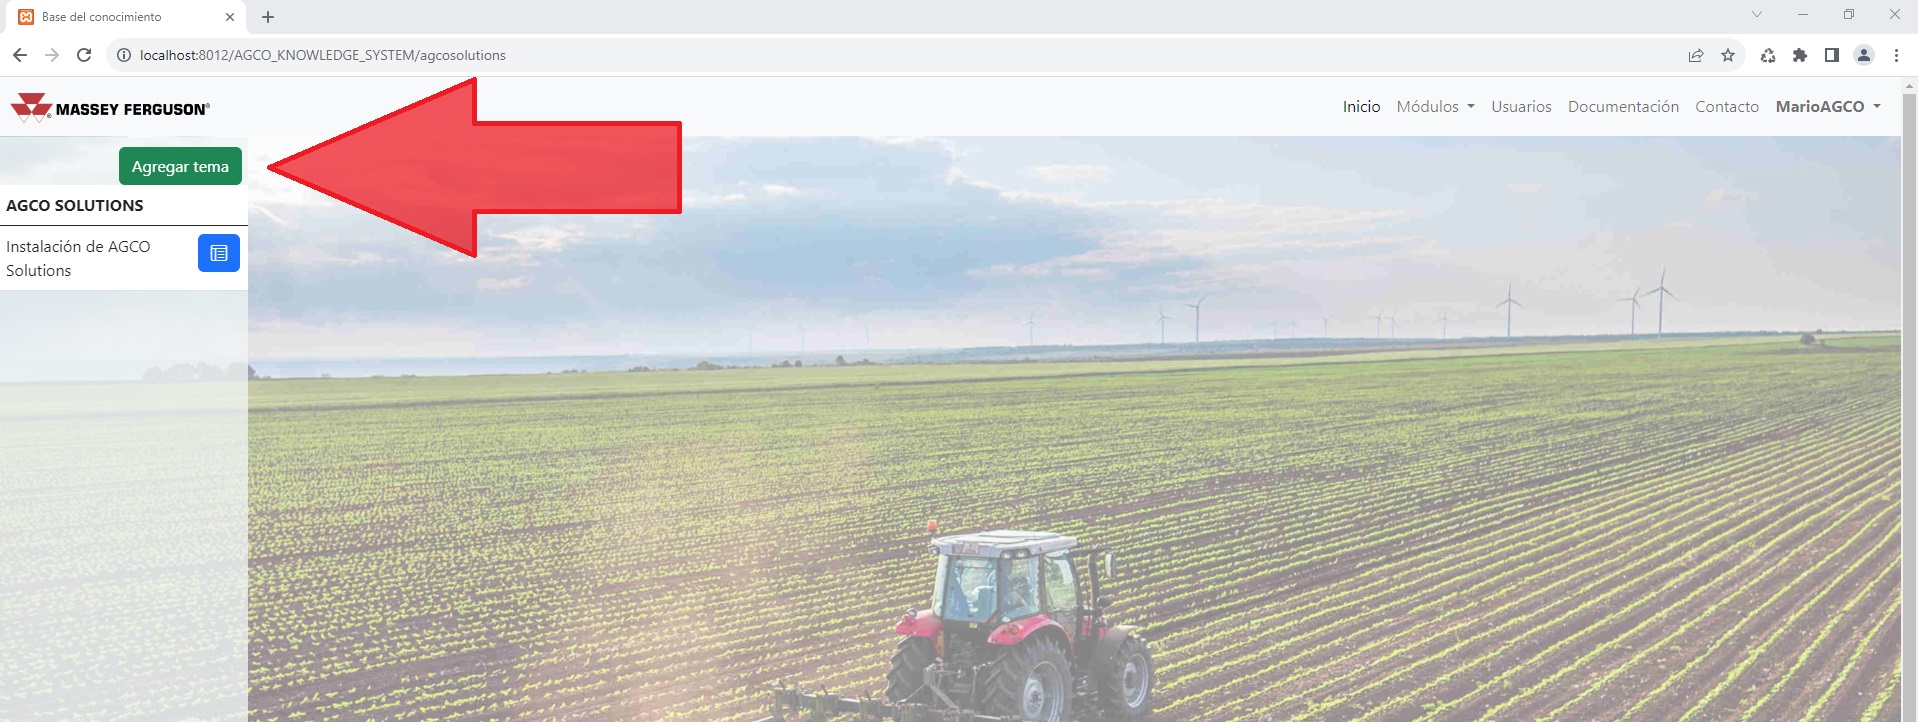 Base del conocimiento
localhost:8012/AGCO_KNOWLEDGE_SYSTEM/agcosolutions
MASSEY FERGUSON®
Inicio Módulos Usuarios Documentación Contacto MarioAGCO
Agregar tema
AGCO SOLUTIONS
Instalación de AGCO
Solutions